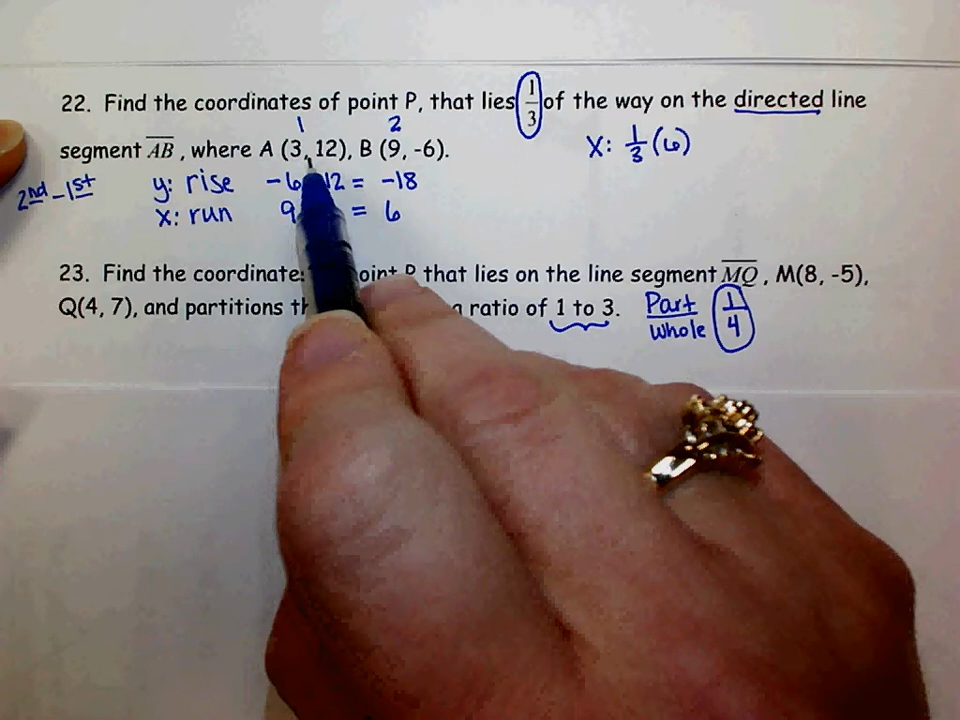 22. Find the coordinates of point P, that lies 1/3 of the way on the directed line
1 2
segment AB, where A (3, 12), B (9, -6).
x: 1/3 (6)
2nd - 1st y: rise -6 12 = -18
x: run 9 = 6
23. Find the coordinate point P that lies on the line segment MQ, M(8, -5),
Q(4, 7), and partitions ratio of 1 to 3. Part 1
Whole 4